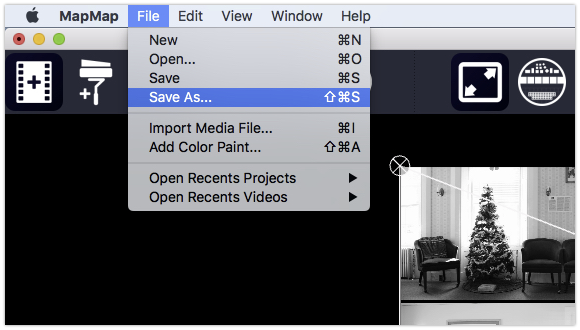 MapMap File Edit View Window Help
New ⌘N
Open... ⌘O
Save ⌘S
Save As... ⇧⌘S
Import Media File... ⌘I
Add Color Paint... ⇧⌘A
Open Recents Projects
Open Recents Videos